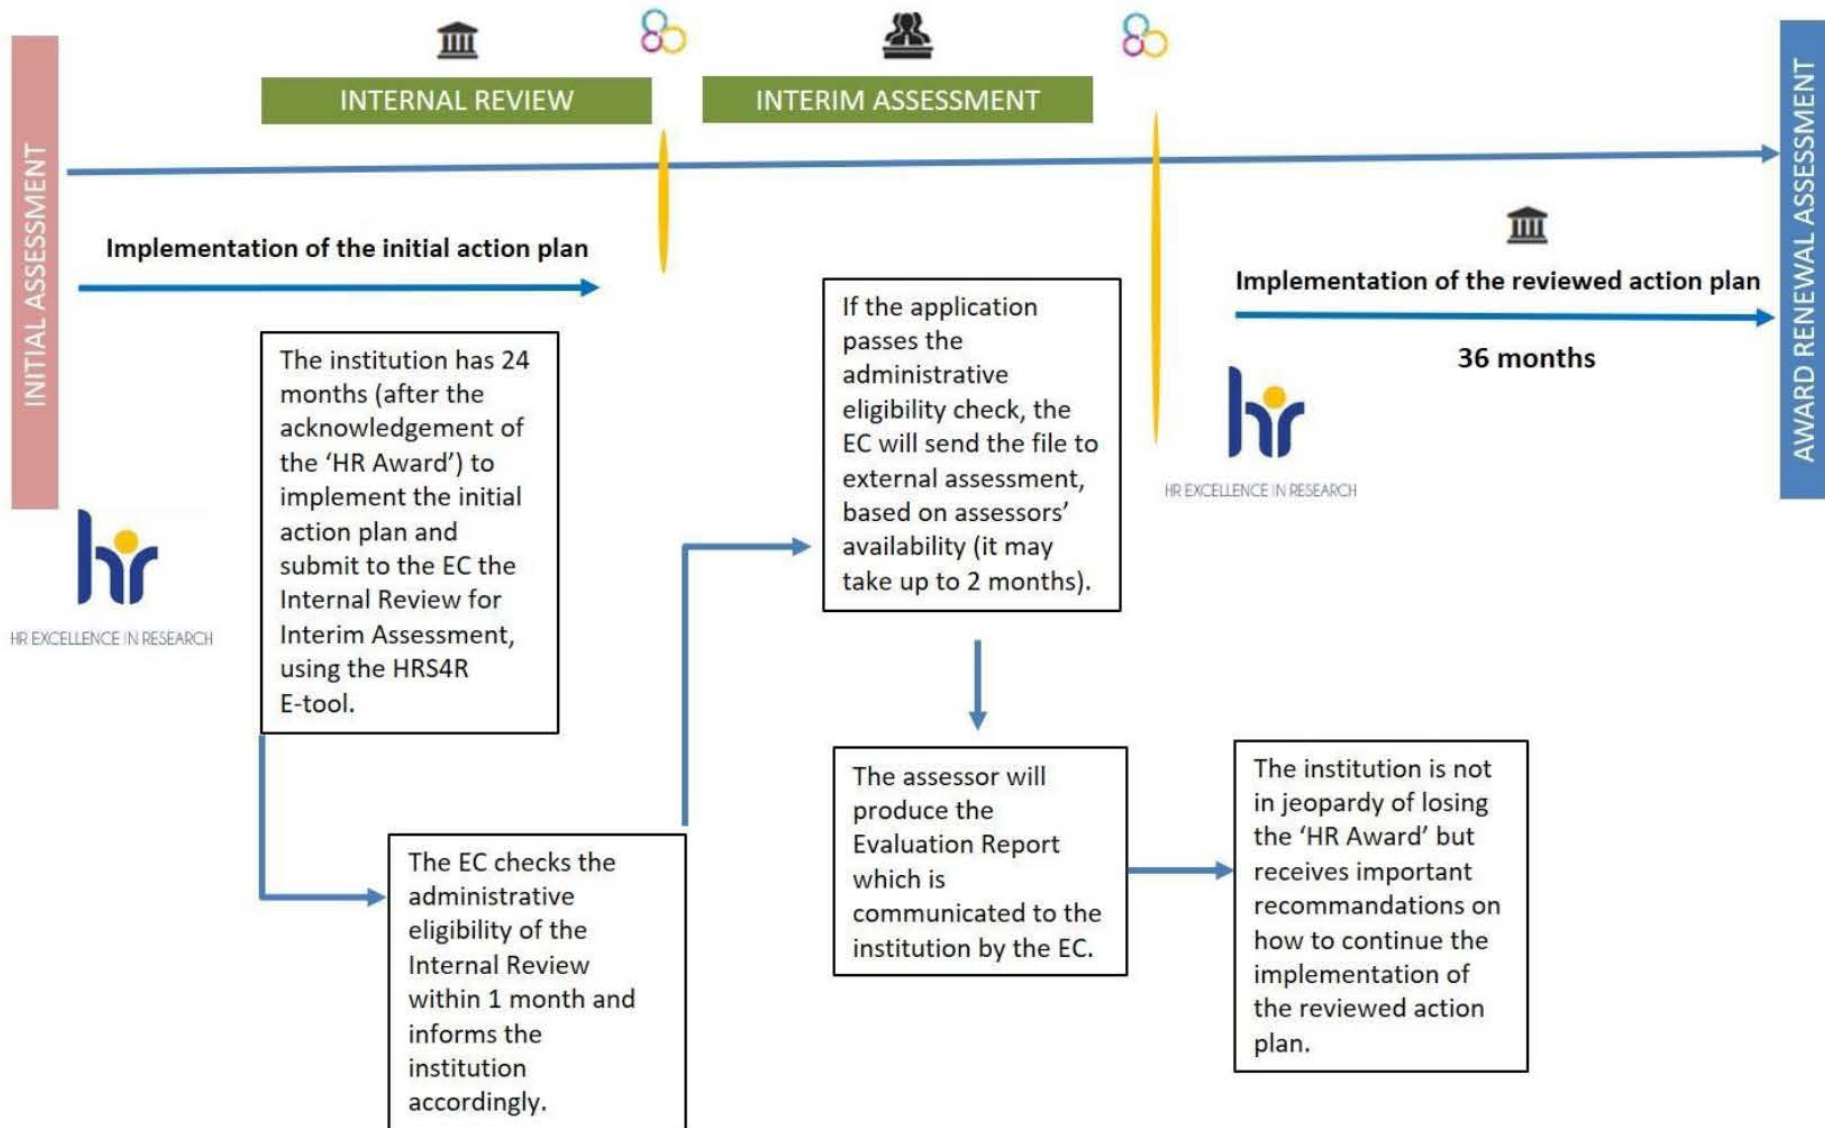 INITIAL ASSESSMENT
INTERNAL REVIEW
INTERIM ASSESSMENT
AWARD RENEWAL ASSESSMENT
Implementation of the initial action plan
Implementation of the reviewed action plan
36 months
hr
HR EXCELLENCE IN RESEARCH
The institution has 24
months (after the
acknowledgement of
the ‘HR Award’) to
implement the initial
action plan and
submit to the EC the
Internal Review for
Interim Assessment,
using the HRS4R
E-tool.
The EC checks the
administrative
eligibility of the
Internal Review
within 1 month and
informs the
institution
accordingly.
If the application
passes the
administrative
eligibility check, the
EC will send the file to
external assessment,
based on assessors’
availability (it may
take up to 2 months).
The assessor will
produce the
Evaluation Report
which is
communicated to the
institution by the EC.
The institution is not
in jeopardy of losing
the ‘HR Award’ but
receives important
recommandations on
how to continue the
implementation of
the reviewed action
plan.
hr
HR EXCELLENCE IN RESEARCH